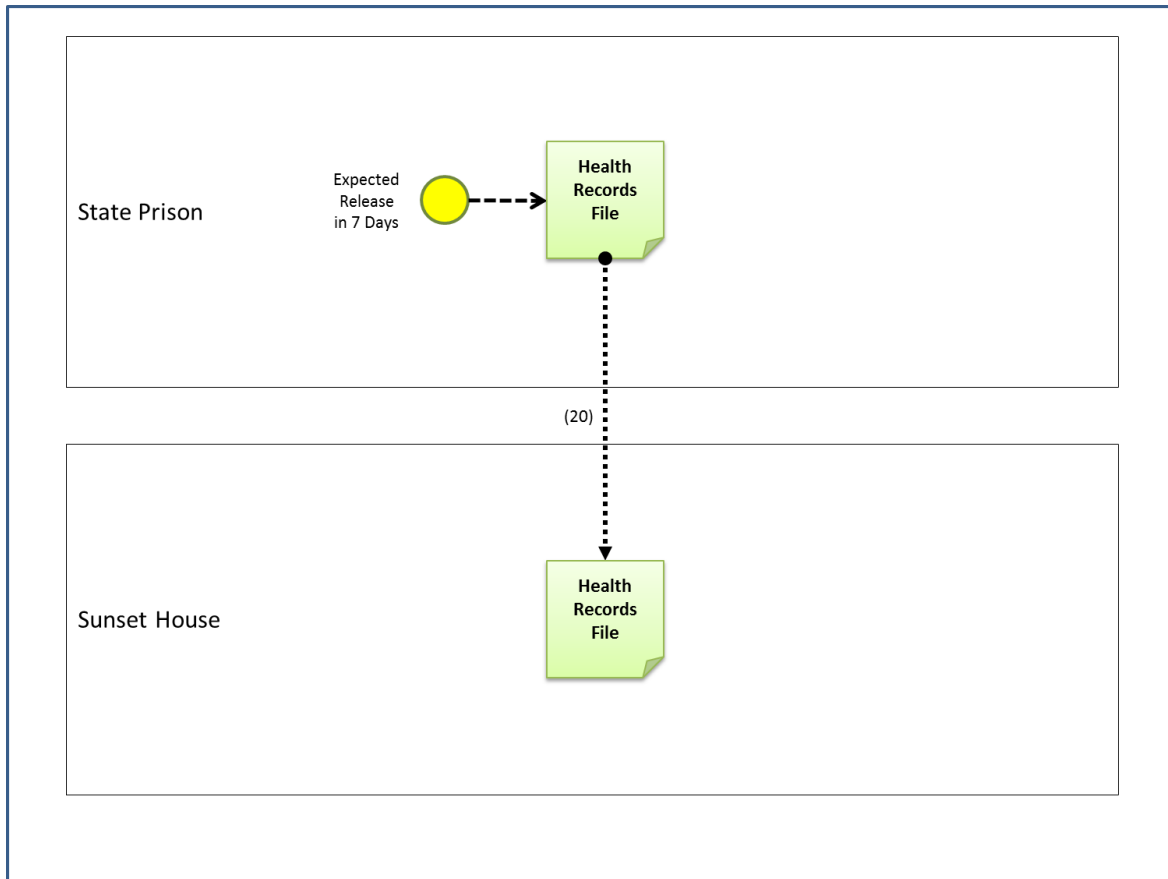 State Prison
Expected
Release
in 7 Days
Health
Records
File
(20)
Sunset House
Health
Records
File